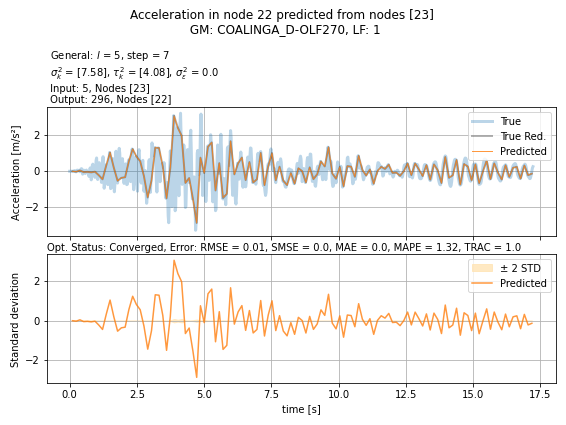 Acceleration in node 22 predicted from nodes [23]
GM: COALINGA_D-OLF270, LF: 1
General: l = 5, step = 7
σ²ₖ = [7.58], τ²ₖ = [4.08], σ²ε = 0.0
Input: 5, Nodes [23]
Output: 296, Nodes [22]
Acceleration [m/s²]
2
0
−2
True
True Red.
Predicted
Opt. Status: Converged, Error: RMSE = 0.01, SMSE = 0.0, MAE = 0.0, MAPE = 1.32, TRAC = 1.0
Standard deviation
2
0
−2
± 2 STD
Predicted
0.0 2.5 5.0 7.5 10.0 12.5 15.0 17.5
time [s]